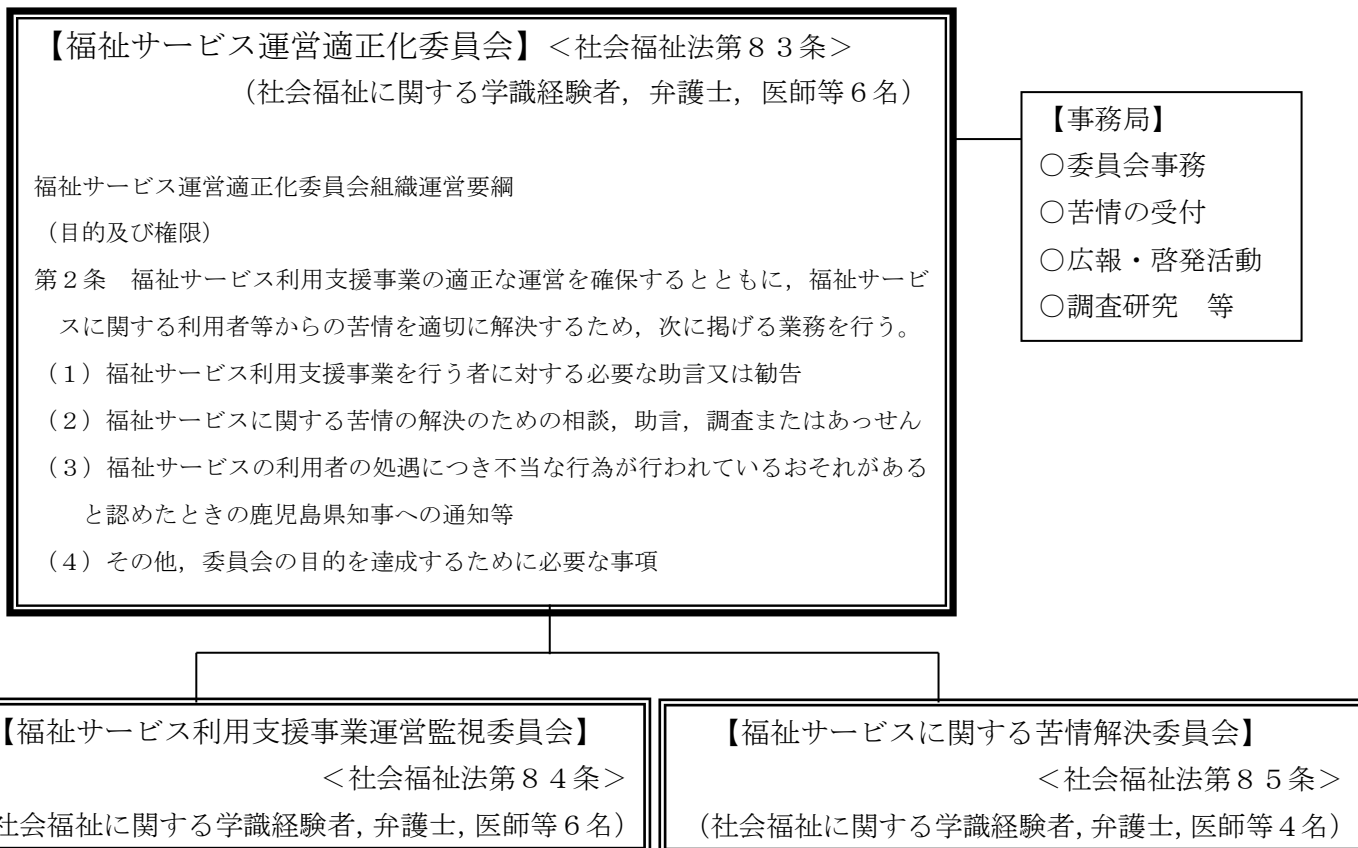 【福祉サービス運営適正化委員会】＜社会福祉法第８３条＞
（社会福祉に関する学識経験者，弁護士，医師等６名）
福祉サービス運営適正化委員会組織運営要綱
（目的及び権限）
第２条　福祉サービス利用支援事業の適正な運営を確保するとともに，福祉サービ
スに関する利用者等からの苦情を適切に解決するため，次に掲げる業務を行う。
（１）福祉サービス利用支援事業を行う者に対する必要な助言又は勧告
（２）福祉サービスに関する苦情の解決のための相談，助言，調査またはあっせん
（３）福祉サービスの利用者の処遇につき不当な行為が行われているおそれがある
と認めたときの鹿児島県知事への通知等
（４）その他，委員会の目的を達成するために必要な事項
【事務局】
○委員会事務
○苦情の受付
○広報・啓発活動
○調査研究　等
【福祉サービス利用支援事業運営監視委員会】
＜社会福祉法第８４条＞
社会福祉に関する学識経験者，弁護士，医師等６名）
【福祉サービスに関する苦情解決委員会】
＜社会福祉法第８５条＞
（社会福祉に関する学識経験者，弁護士，医師等４名）